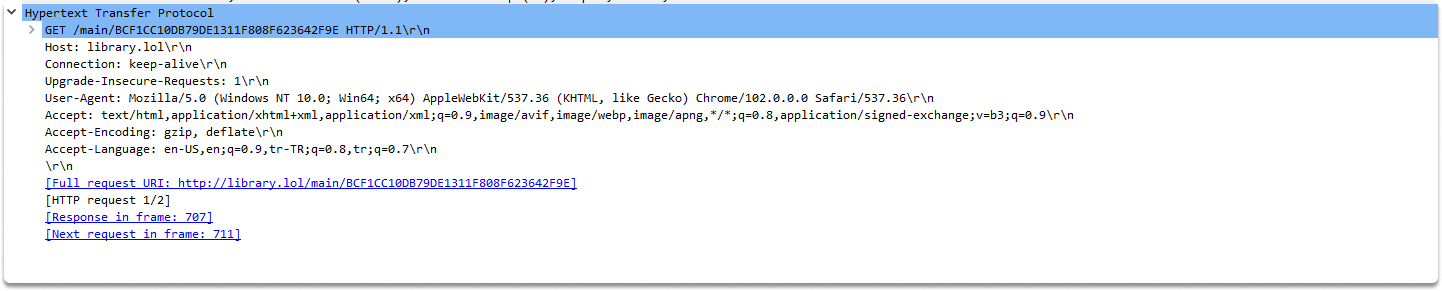 Hypertext Transfer Protocol
GET /main/BCF1CC10DB79DE1311F808F623642F9E HTTP/1.1\r\n
Host: library.lol\r\n
Connection: keep-alive\r\n
Upgrade-Insecure-Requests: 1\r\n
User-Agent: Mozilla/5.0 (Windows NT 10.0; Win64; x64) AppleWebKit/537.36 (KHTML, like Gecko) Chrome/102.0.0.0 Safari/537.36\r\n
Accept: text/html,application/xhtml+xml,application/xml;q=0.9,image/avif,image/webp,image/apng,*/*;q=0.8,application/signed-exchange;v=b3;q=0.9\r\n
Accept-Encoding: gzip, deflate\r\n
Accept-Language: en-US,en;q=0.9,tr-TR;q=0.8,tr;q=0.7\r\n
\r\n
[Full request URI: http://library.lol/main/BCF1CC10DB79DE1311F808F623642F9E]
[HTTP request 1/2]
[Response in frame: 707]
[Next request in frame: 711]